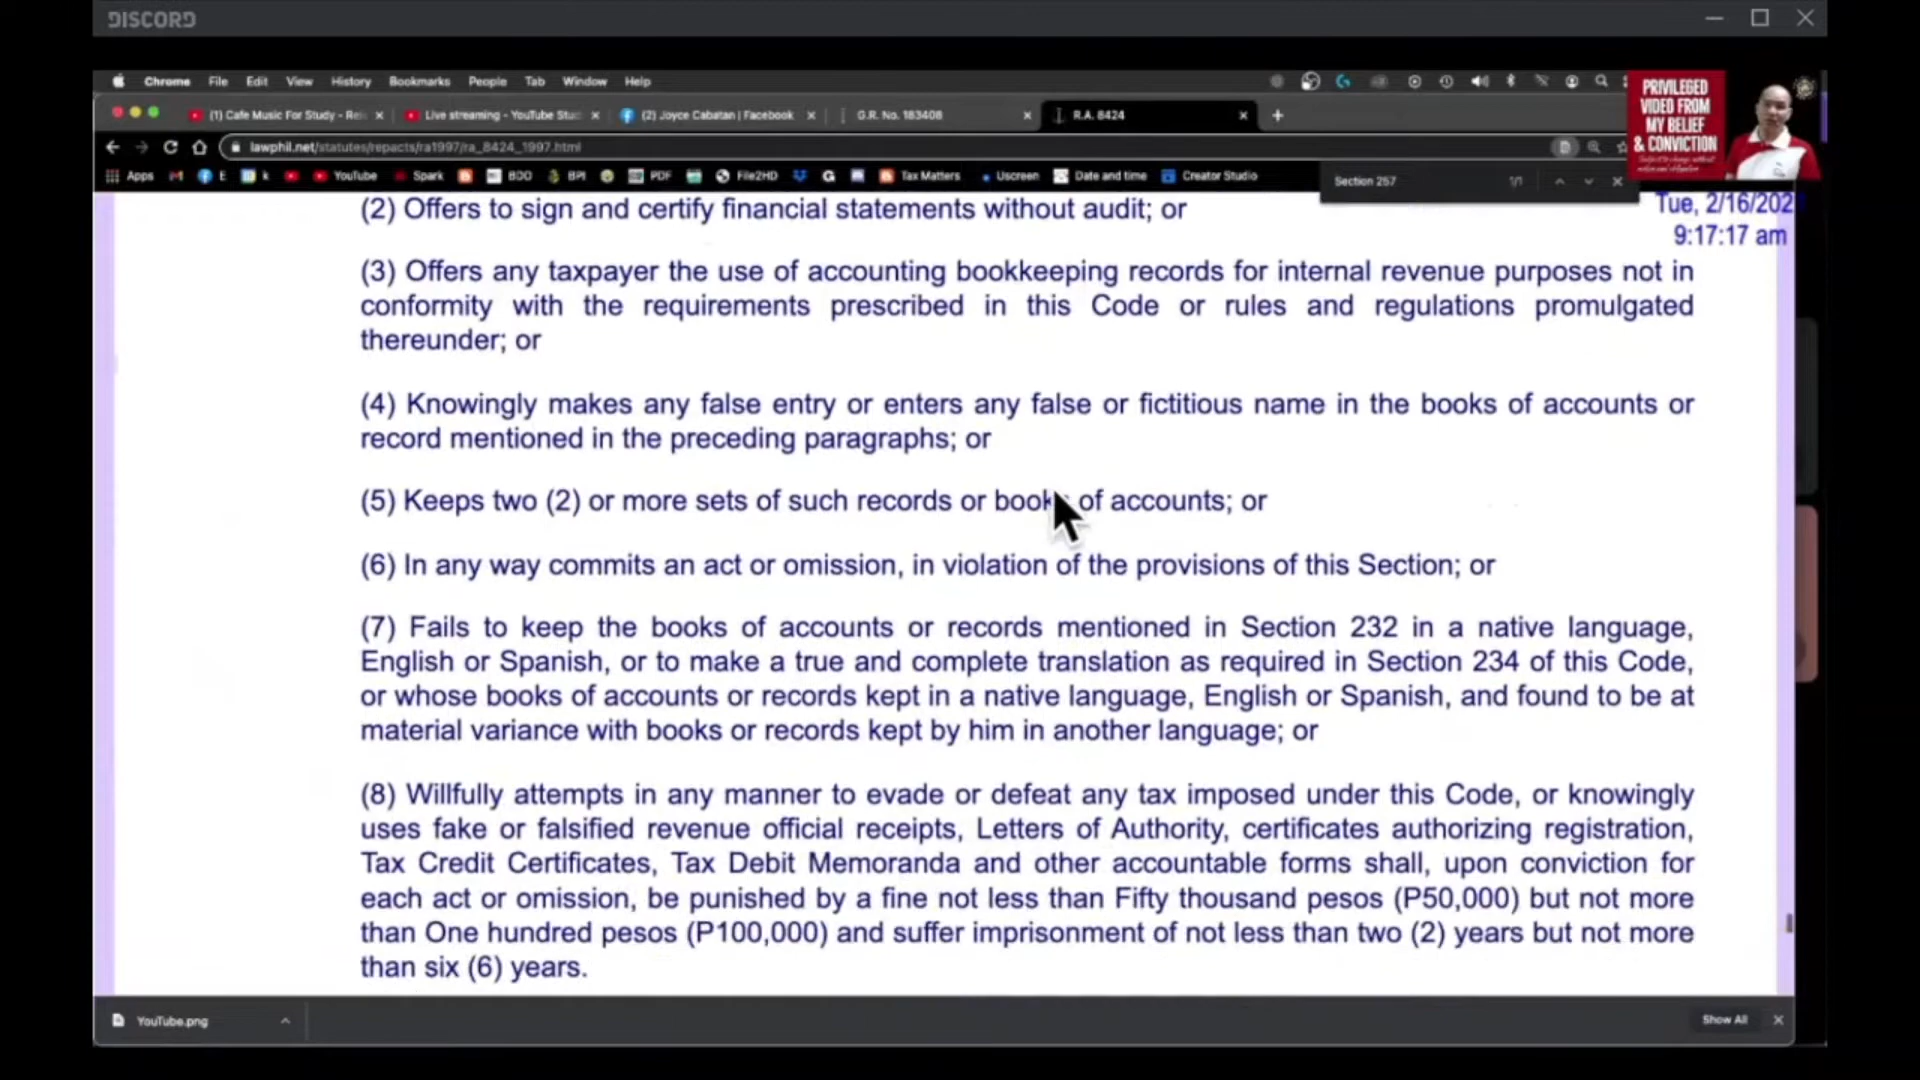 DISCORD
Chrome File Edit View History Bookmarks People Tab Window Help
(1) Cafe Music For Study - Rel
Live streaming - YouTube Stud
(2) Joyce Cabatan | Facebook
G.R. No. 183408
R.A. 8424
lawphil.net/statutes/repacts/ra1997/ra_8424_1997.html
Apps E k YouTube Spark BDO BPI PDF File2HD G Tax Matters Uscreen Date and time Creator Studio
Section 257 1/1
PRIVILEGED
VIDEO FROM
MY BELIEF
& CONVICTION
Tue, 2/16/202
9:17:17 am
(2) Offers to sign and certify financial statements without audit; or
(3) Offers any taxpayer the use of accounting bookkeeping records for internal revenue purposes not in
conformity with the requirements prescribed in this Code or rules and regulations promulgated
thereunder; or
(4) Knowingly makes any false entry or enters any false or fictitious name in the books of accounts or
record mentioned in the preceding paragraphs; or
(5) Keeps two (2) or more sets of such records or books of accounts; or
(6) In any way commits an act or omission, in violation of the provisions of this Section; or
(7) Fails to keep the books of accounts or records mentioned in Section 232 in a native language,
English or Spanish, or to make a true and complete translation as required in Section 234 of this Code,
or whose books of accounts or records kept in a native language, English or Spanish, and found to be at
material variance with books or records kept by him in another language; or
(8) Willfully attempts in any manner to evade or defeat any tax imposed under this Code, or knowingly
uses fake or falsified revenue official receipts, Letters of Authority, certificates authorizing registration,
Tax Credit Certificates, Tax Debit Memoranda and other accountable forms shall, upon conviction for
each act or omission, be punished by a fine not less than Fifty thousand pesos (P50,000) but not more
than One hundred pesos (P100,000) and suffer imprisonment of not less than two (2) years but not more
than six (6) years.
YouTube.png
Show All